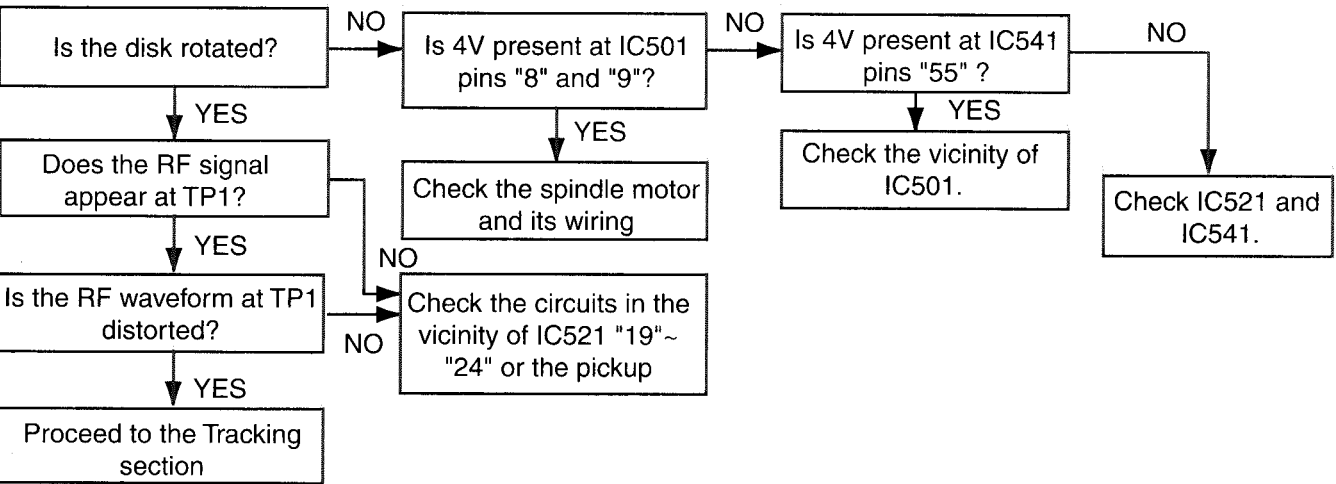 Is the disk rotated?
NO
Is 4V present at IC501
pins "8" and "9"?
NO
Is 4V present at IC541
pins "55" ?
NO
YES
YES
YES
Does the RF signal
appear at TP1?
Check the spindle motor
and its wiring
Check the vicinity of
IC501.
Check IC521 and
IC541.
YES
NO
Is the RF waveform at TP1
distorted?
NO
Check the circuits in the
vicinity of IC521 "19"~
"24" or the pickup
YES
Proceed to the Tracking
section